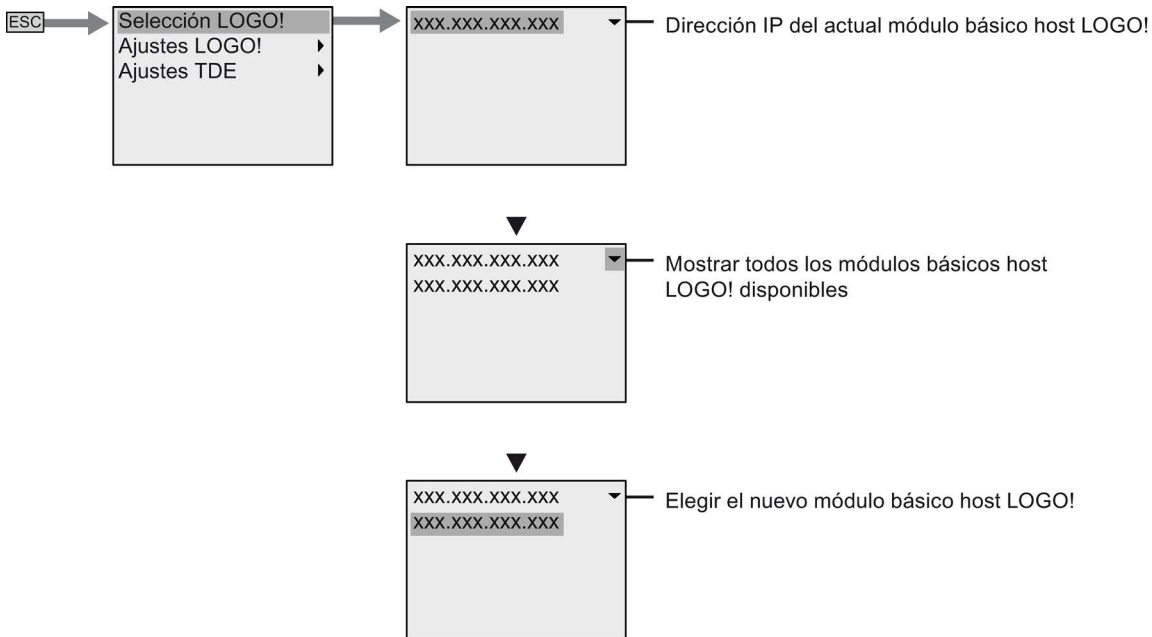 ESC
Selección LOGO!
Ajustes LOGO!
Ajustes TDE
xxx.xxx.xxx.xxx
Dirección IP del actual módulo básico host LOGO!
xxx.xxx.xxx.xxx
xxx.xxx.xxx.xxx
Mostrar todos los módulos básicos host
LOGO! disponibles
xxx.xxx.xxx.xxx
xxx.xxx.xxx.xxx
Elegir el nuevo módulo básico host LOGO!